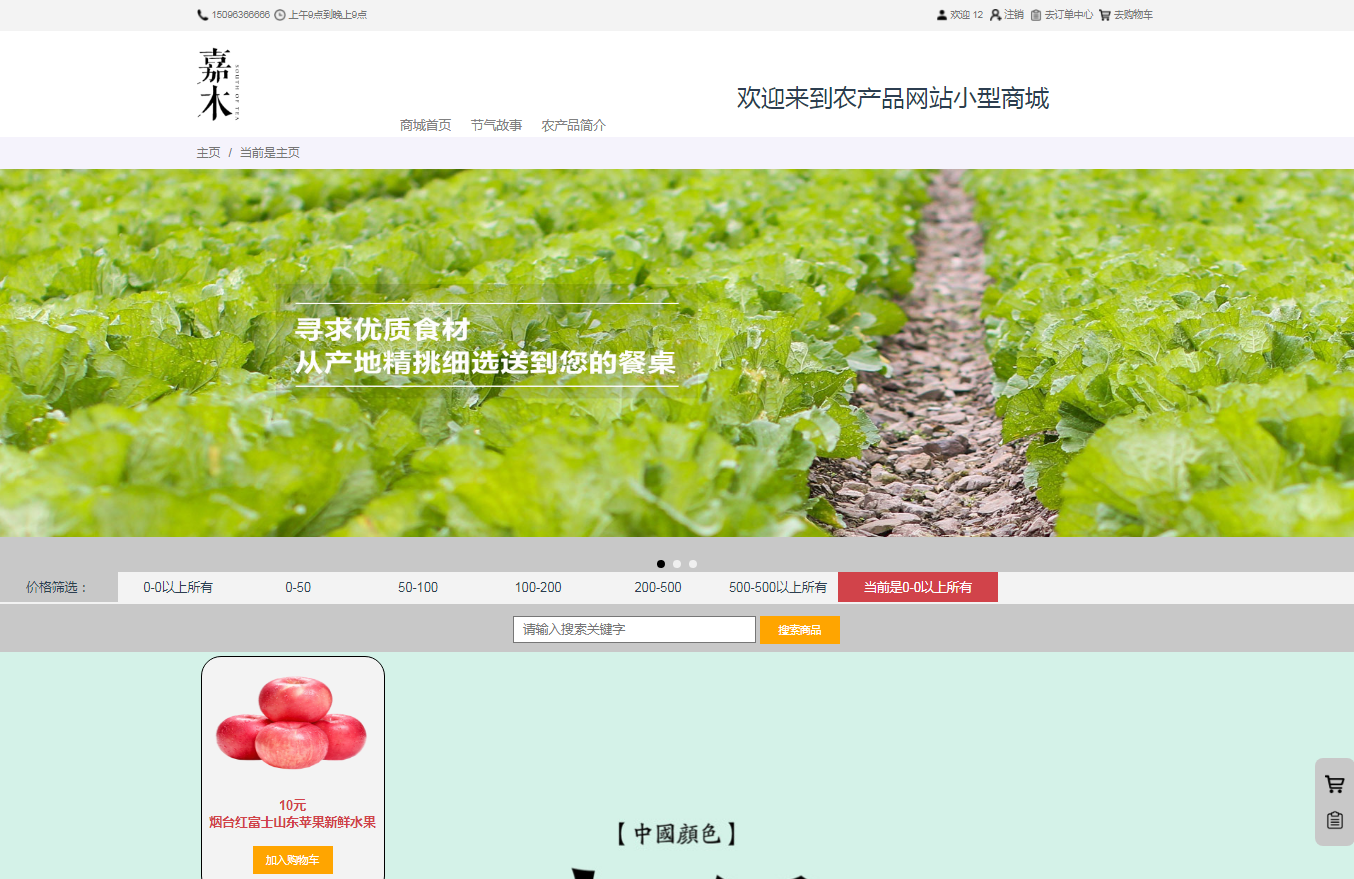 15096366666 上午9点到晚上9点
欢迎 12 注销 去订单中心 去购物车
嘉木
SOUTH OF TEA
欢迎来到农产品网站小型商城
商城首页 节气故事 农产品简介
主页 / 当前是主页
寻求优质食材
从产地精挑细选送到您的餐桌
价格筛选： 0-0以上所有 0-50 50-100 100-200 200-500 500-500以上所有 当前是0-0以上所有
请输入搜索关键字 搜索商品
10元
烟台红富士山东苹果新鲜水果
加入购物车
【中國顏色】